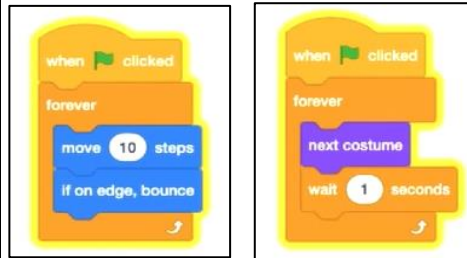 when clicked
forever
move 10 steps
if on edge, bounce
when clicked
forever
next costume
wait 1 seconds